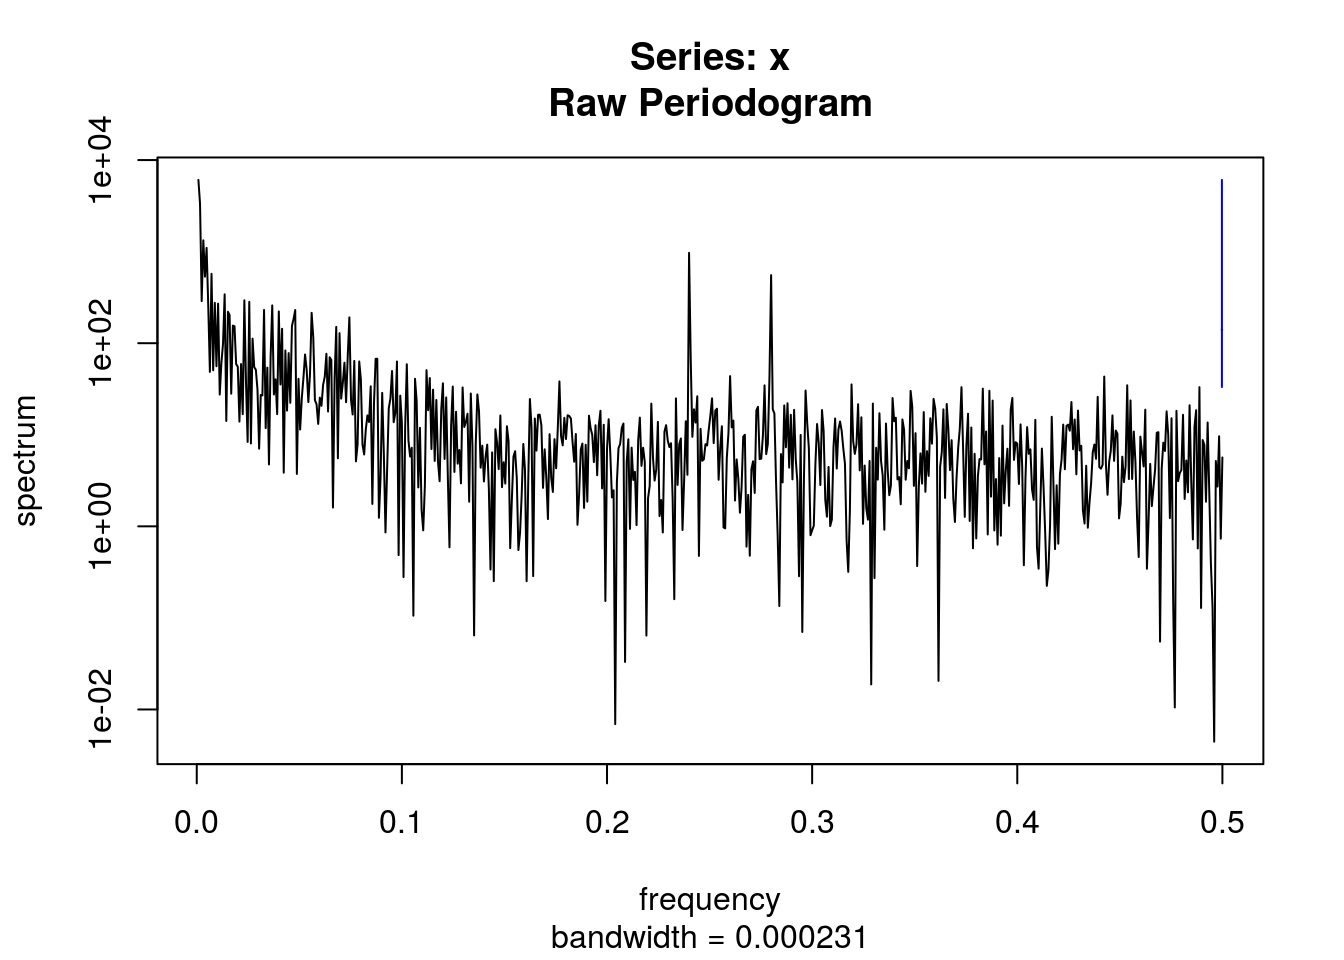 Series: x
Raw Periodogram
1e+04
1e+02
1e+00
1e-02
spectrum
0.0 0.1 0.2 0.3 0.4 0.5
frequency
bandwidth = 0.000231